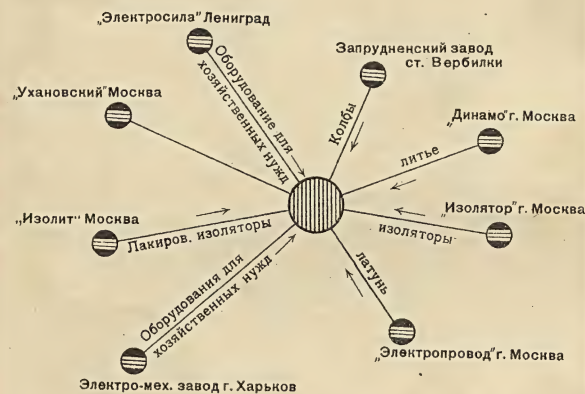 „Электросила" Ленинград
Оборудование для
хозяйственных нужд
Запрудненский завод
ст. Вербилки
Колбы
„Ухановский" Москва
„Динамо" г. Москва
литье
„Изолит" Москва
Лакиров. изоляторы
„Изолятор" г. Москва
изоляторы
Оборудования для
хозяйственных нужд
латунь
„Электропровод" г. Москва
Электро-мех. завод г. Харьков